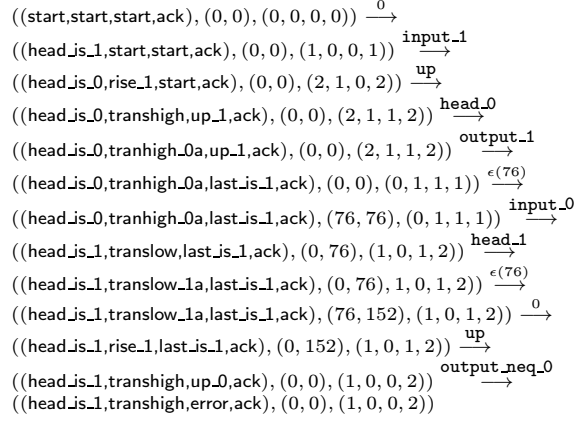 ((start,start,start,ack), (0, 0), (0, 0, 0, 0)) 0⟶
((head_is_1,start,start,ack), (0, 0), (1, 0, 0, 1)) input_1⟶
((head_is_0,rise_1,start,ack), (0, 0), (2, 1, 0, 2)) up⟶
((head_is_0,transhigh,up_1,ack), (0, 0), (2, 1, 1, 2)) head_0⟶
((head_is_0,tranhigh_0a,up_1,ack), (0, 0), (2, 1, 1, 2)) output_1⟶
((head_is_0,tranhigh_0a,last_is_1,ack), (0, 0), (0, 1, 1, 1)) ϵ(76)⟶
((head_is_0,tranhigh_0a,last_is_1,ack), (76, 76), (0, 1, 1, 1)) input_0⟶
((head_is_1,translow,last_is_1,ack), (0, 76), (1, 0, 1, 2)) head_1⟶
((head_is_1,translow_1a,last_is_1,ack), (0, 76), 1, 0, 1, 2)) ϵ(76)⟶
((head_is_1,translow_1a,last_is_1,ack), (76, 152), (1, 0, 1, 2)) 0⟶
((head_is_1,rise_1,last_is_1,ack), (0, 152), (1, 0, 1, 2)) up⟶
((head_is_1,transhigh,up_0,ack), (0, 0), (1, 0, 0, 2)) output_neq_0⟶
((head_is_1,transhigh,error,ack), (0, 0), (1, 0, 0, 2))